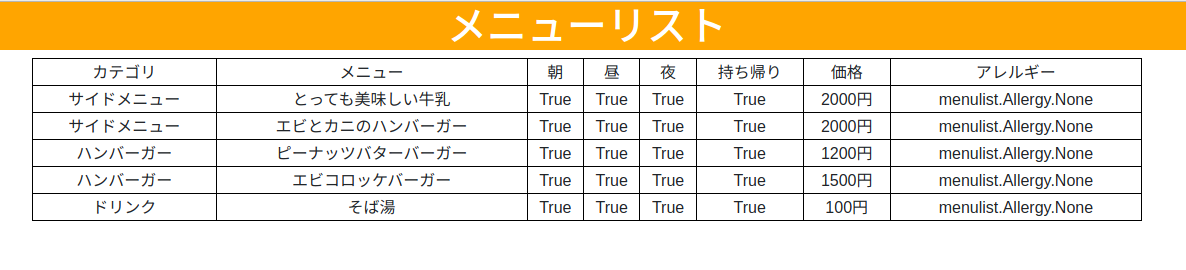 メニューリスト
カテゴリ メニュー 朝 昼 夜 持ち帰り 価格 アレルギー
サイドメニュー とっても美味しい牛乳 True True True True 2000円 menulist.Allergy.None
サイドメニュー エビとカニのハンバーガー True True True True 2000円 menulist.Allergy.None
ハンバーガー ピーナッツバターバーガー True True True True 1200円 menulist.Allergy.None
ハンバーガー エビコロッケバーガー True True True True 1500円 menulist.Allergy.None
ドリンク そば湯 True True True True 100円 menulist.Allergy.None